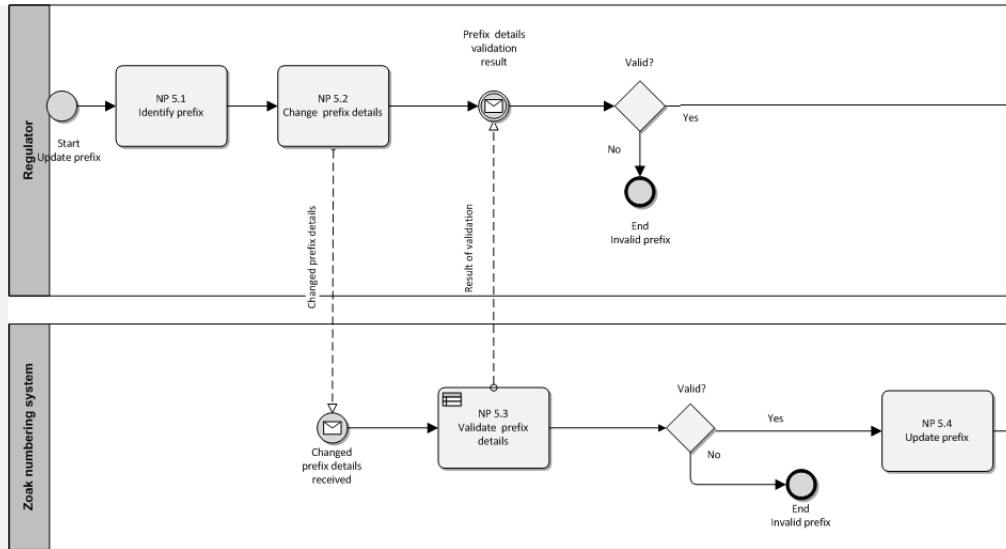 Regulator
Start
Update prefix
NP 5.1
Identify prefix
NP 5.2
Change  prefix details
Prefix  details
validation
result
Valid?
Yes
No
End
Invalid prefix
Changed prefix details
Result of validation
Zoak numbering system
Changed
prefix details
received
NP 5.3
Validate  prefix
details
Valid?
Yes
No
End
Invalid prefix
NP 5.4
Update prefix